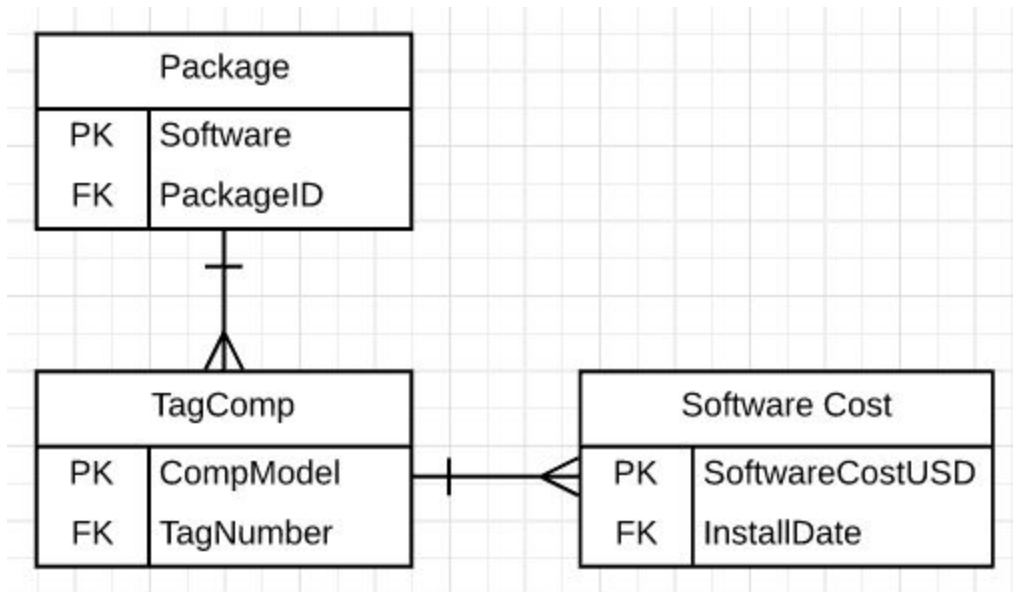 Package
PK Software
FK PackageID
TagComp
PK CompModel
FK TagNumber
Software Cost
PK SoftwareCostUSD
FK InstallDate